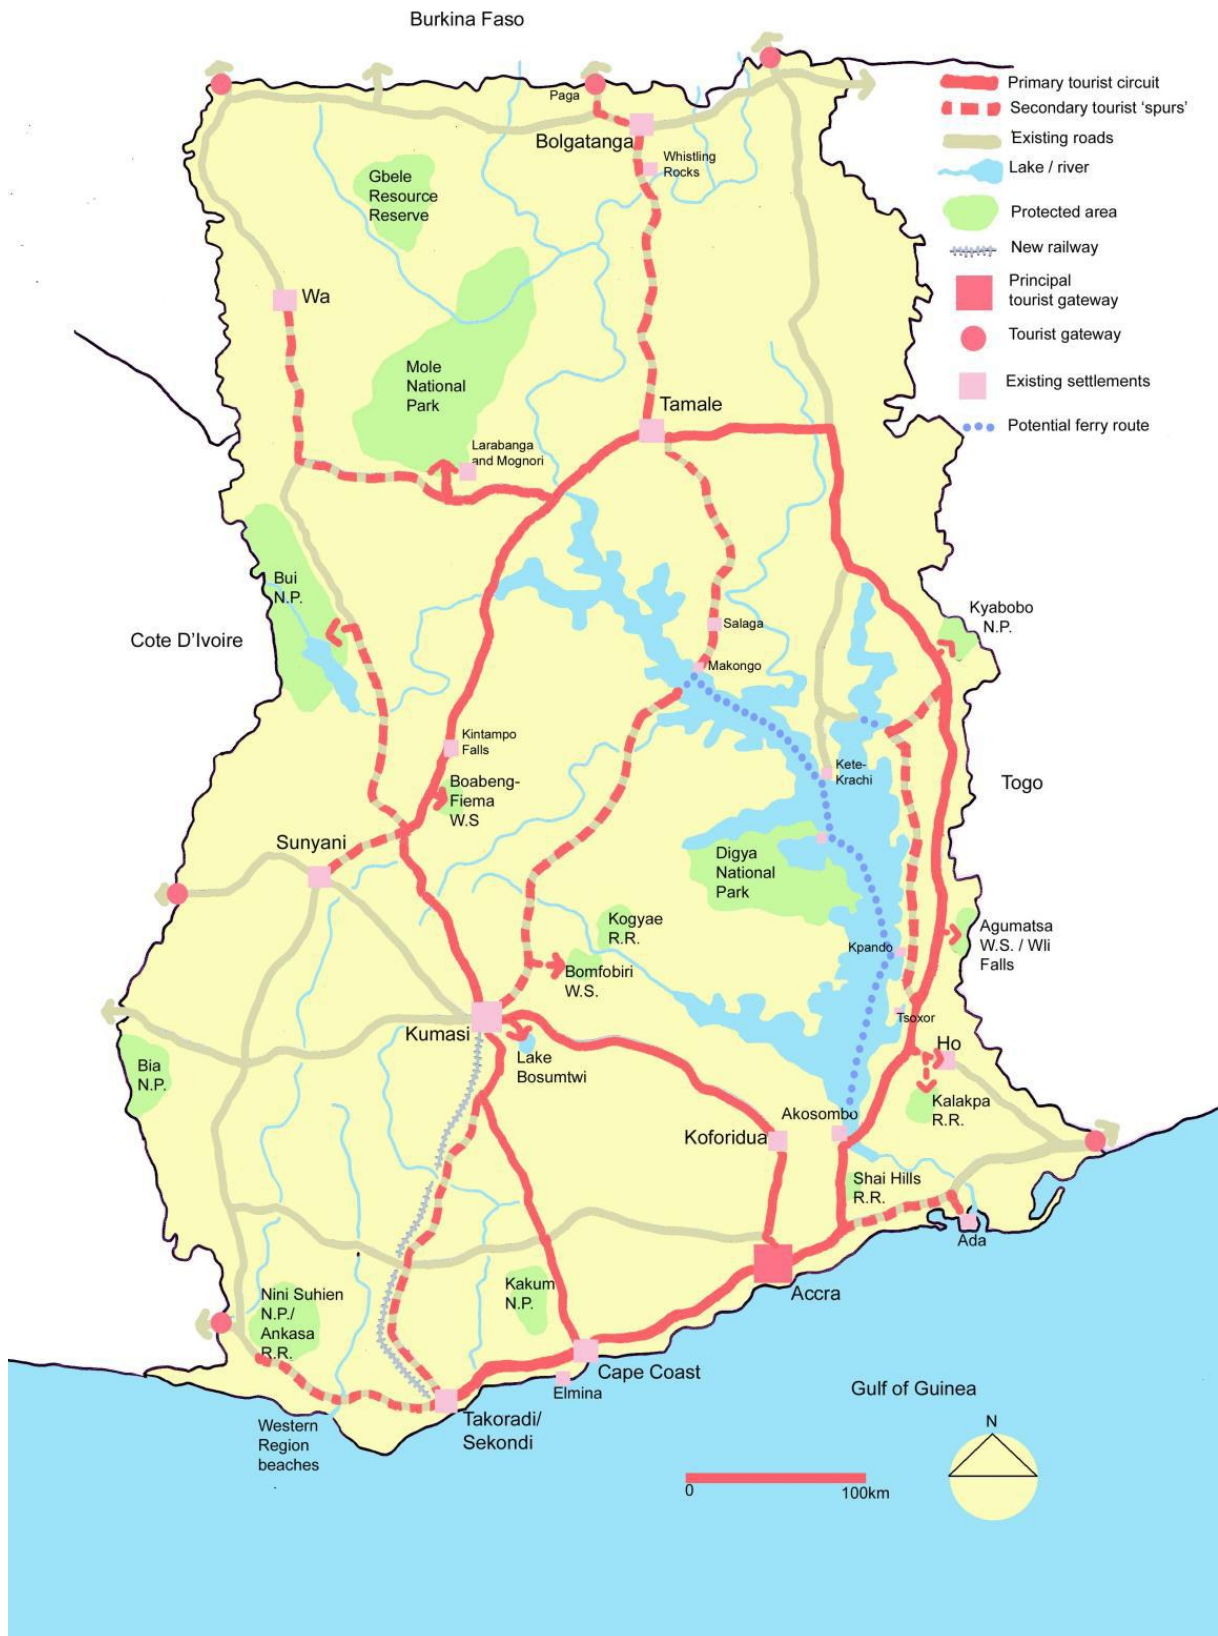 Burkina Faso
Primary tourist circuit
Secondary tourist 'spurs'
Existing roads
Lake / river
Protected area
New railway
Principal
tourist gateway
Tourist gateway
Existing settlements
Potential ferry route
Paga
Bolgatanga
Whistling
Rocks
Gbele
Resource
Reserve
Wa
Mole
National
Park
Tamale
Larabanga
and Mognori
Bui
N.P.
Cote D'Ivoire
Salaga
Makongo
Kyabobo
N.P.
Kintampo
Falls
Boabeng-
Fiema
W.S
Kete-
Krachi
Togo
Sunyani
Digya
National
Park
Kogyae
R.R.
Bomfobiri
W.S.
Kpando
Agumatsa
W.S. / Wli
Falls
Tsoxor
Kumasi
Lake
Bosumtwi
Ho
Bia
N.P.
Kalakpa
R.R.
Akosombo
Koforidua
Shai Hills
R.R.
Ada
Accra
Kakum
N.P.
Nini Suhien
N.P./
Ankasa
R.R.
Cape Coast
Elmina
Gulf of Guinea
Takoradi/
Sekondi
Western
Region
beaches
N
0 100km